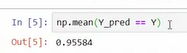 In [5]: np.mean(Y_pred == Y)
Out[5]: 0.95584